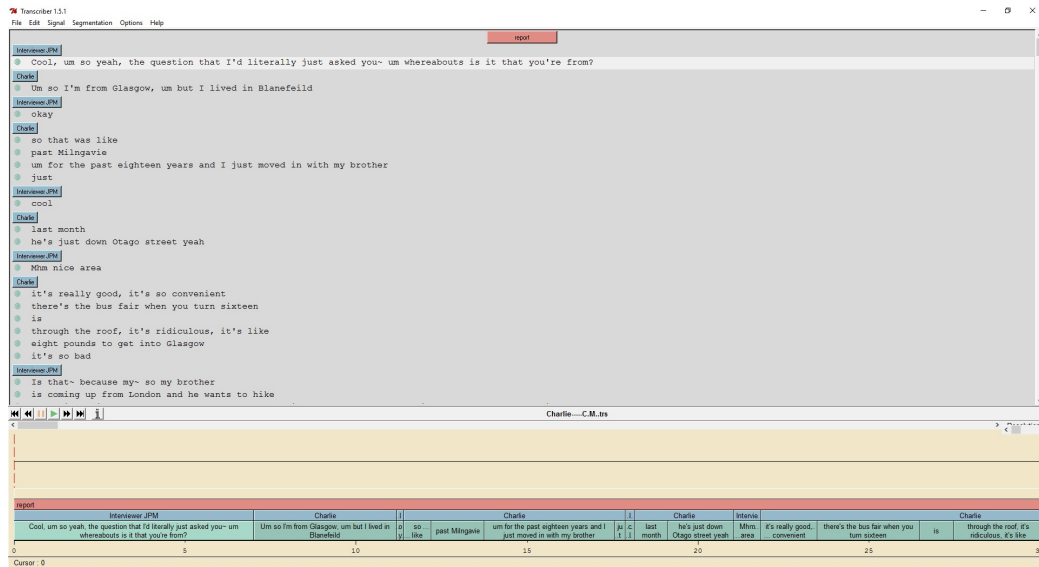 Transcriber 1.5.1
File Edit Signal Segmentation Options Help
report
Interviewer JPM
Cool, um so yeah, the question that I'd literally just asked you~ um whereabouts is it that you're from?
Charlie
Um so I'm from Glasgow, um but I lived in Blanefeild
Interviewer JPM
okay
Charlie
so that was like
past Milngavie
um for the past eighteen years and I just moved in with my brother
just
Interviewer JPM
cool
Charlie
last month
he's just down Otago street yeah
Interviewer JPM
Mhm nice area
Charlie
it's really good, it's so convenient
there's the bus fair when you turn sixteen
is
through the roof, it's ridiculous, it's like
eight pounds to get into Glasgow
it's so bad
Interviewer JPM
Is that~ because my~ so my brother
is coming up from London and he wants to hike
Charlie-----C.M..trs
report
Interviewer JPM Charlie .I Charlie .I. Charlie Intervie. Charlie
Cool, um so yeah, the question that I'd literally just asked you~ um Um so I'm from Glasgow, um but I lived in .o so ... past Milngavie um for the past eighteen years and I ju .c. last he's just down Mhm.. it's really good,.. there's the bus fair when you is through the roof, it's
whereabouts is it that you're from? Blanefeild y.. ... like just moved in with my brother ..t ..l month Otago street yeah ...area ... convenient turn sixteen ridiculous, it's like
0 5 10 15 20 25 3
Cursor : 0